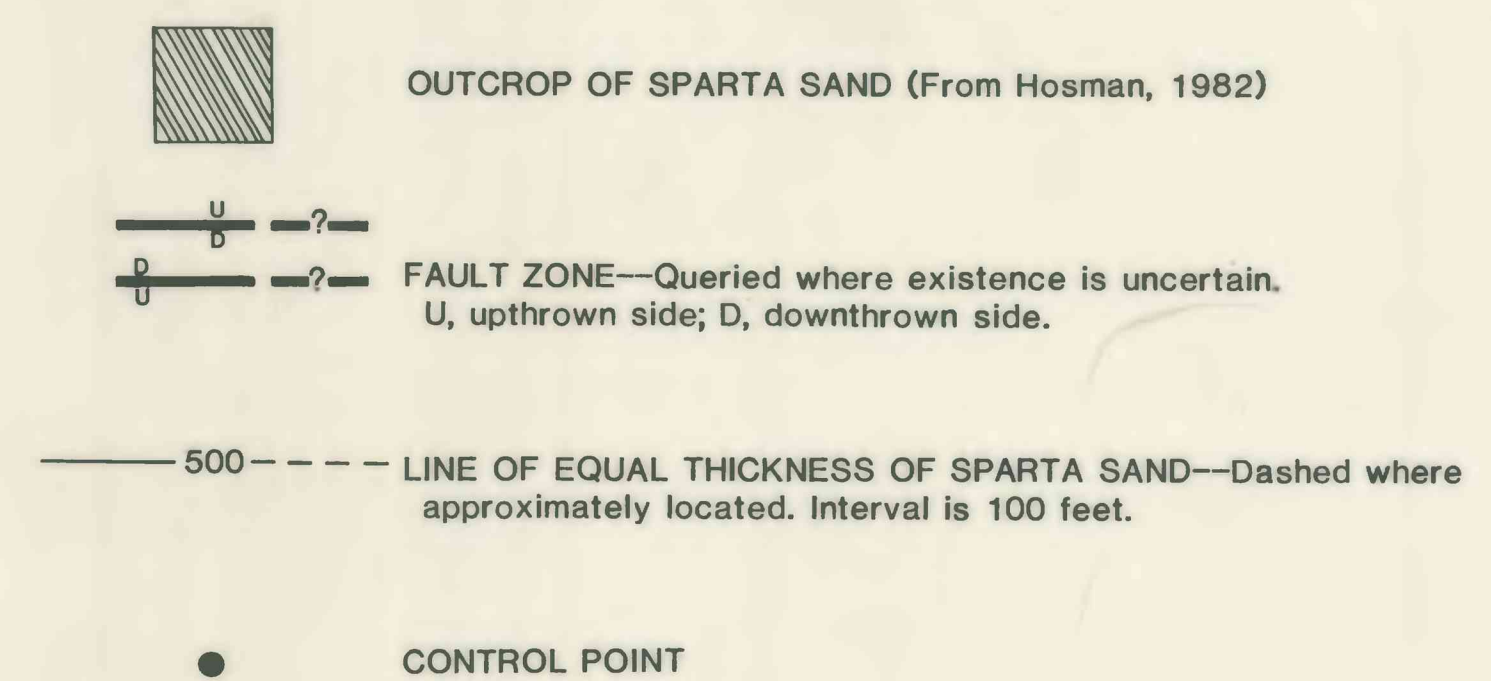 OUTCROP OF SPARTA SAND (From Hosman, 1982)
U
?
D
D
?
U
FAULT ZONE--Queried where existence is uncertain.
U, upthrown side; D, downthrown side.
500
LINE OF EQUAL THICKNESS OF SPARTA SAND--Dashed where
approximately located. Interval is 100 feet.
CONTROL POINT